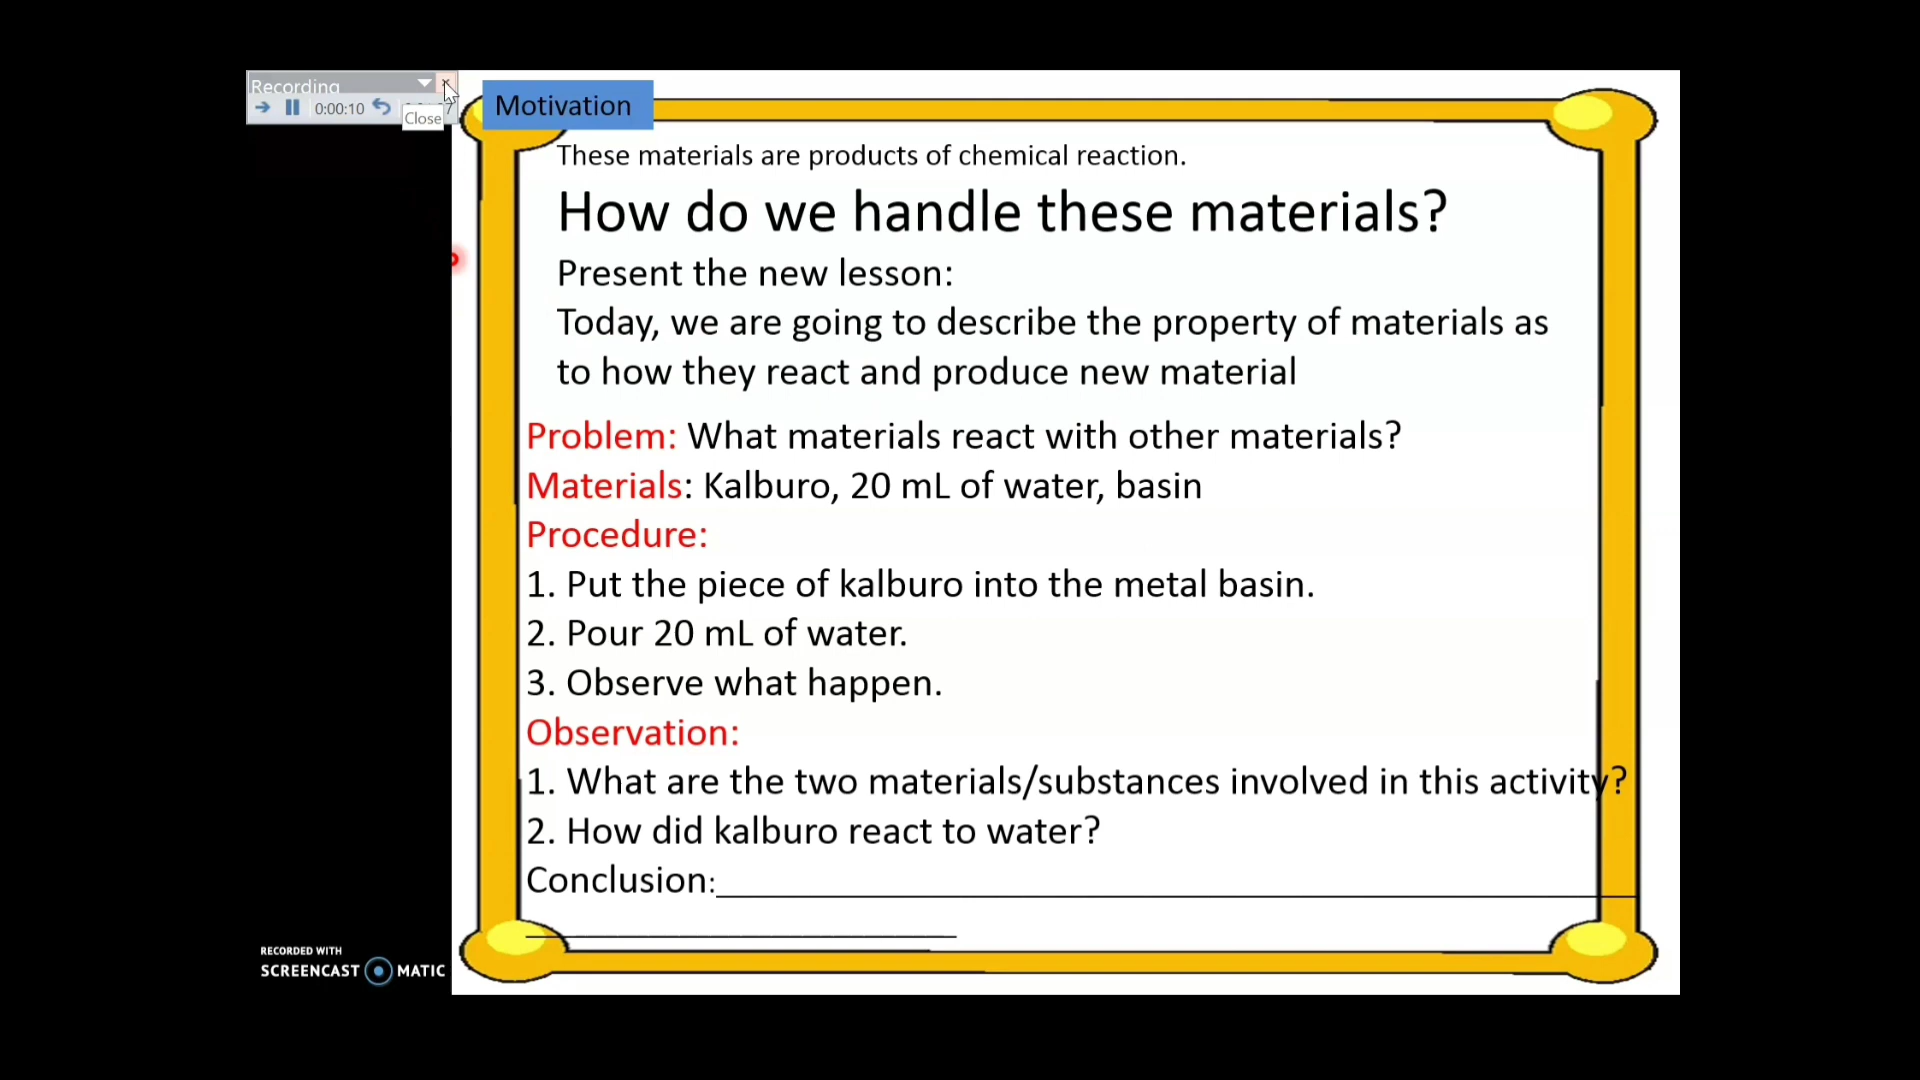 Recording
0:00:10
Close
Motivation
These materials are products of chemical reaction.
How do we handle these materials?
Present the new lesson:
Today, we are going to describe the property of materials as
to how they react and produce new material
Problem: What materials react with other materials?
Materials: Kalburo, 20 mL of water, basin
Procedure:
1. Put the piece of kalburo into the metal basin.
2. Pour 20 mL of water.
3. Observe what happen.
Observation:
1. What are the two materials/substances involved in this activity?
2. How did kalburo react to water?
Conclusion:
RECORDED WITH
SCREENCAST MATIC